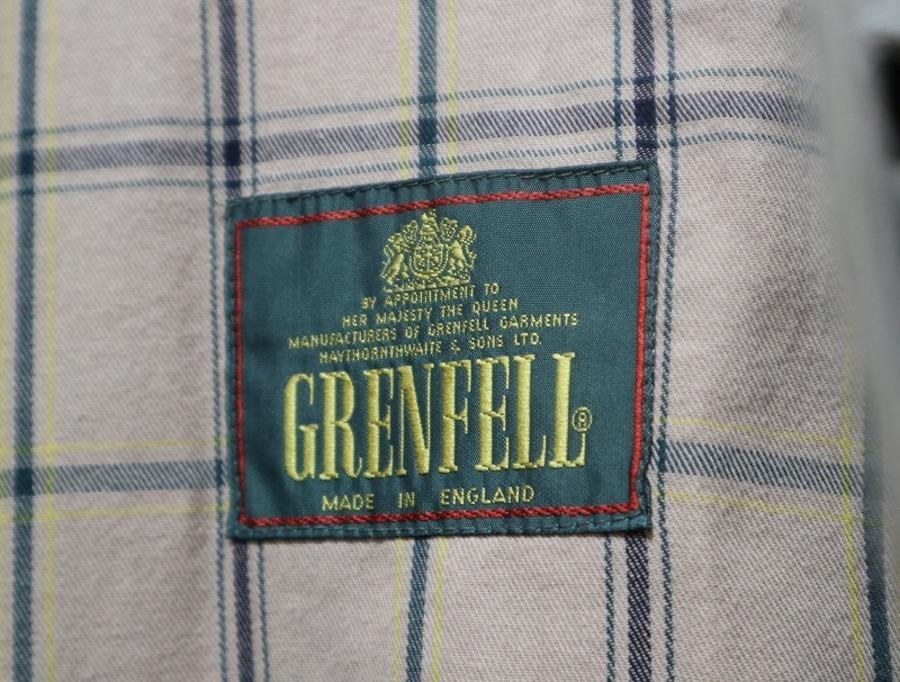 BY APPOINTMENT TO
HER MAJESTY THE QUEEN
MANUFACTURERS OF GRENFELL GARMENTS
HAYTHORNTHWAITE & SONS LTD.
GRENFELL®
MADE IN ENGLAND